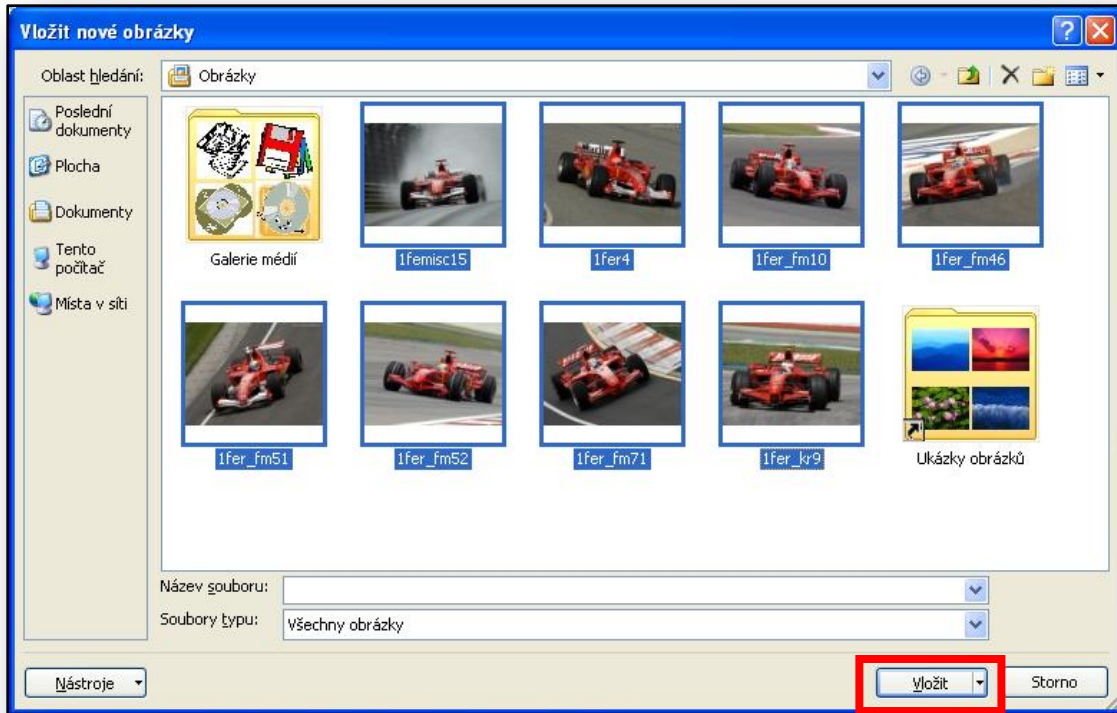 Vložit nové obrázky
Oblast hledání:
Obrázky
Poslední
dokumenty
Plocha
Dokumenty
Tento
počítač
Místa v síti
Galerie médií
1femisc15
1fer4
1fer_fm10
1fer_fm46
1fer_fm51
1fer_fm52
1fer_fm71
1fer_kr9
Ukázky obrázků
Název souboru:
Soubory typu:
Všechny obrázky
Nástroje
Vložit
Storno